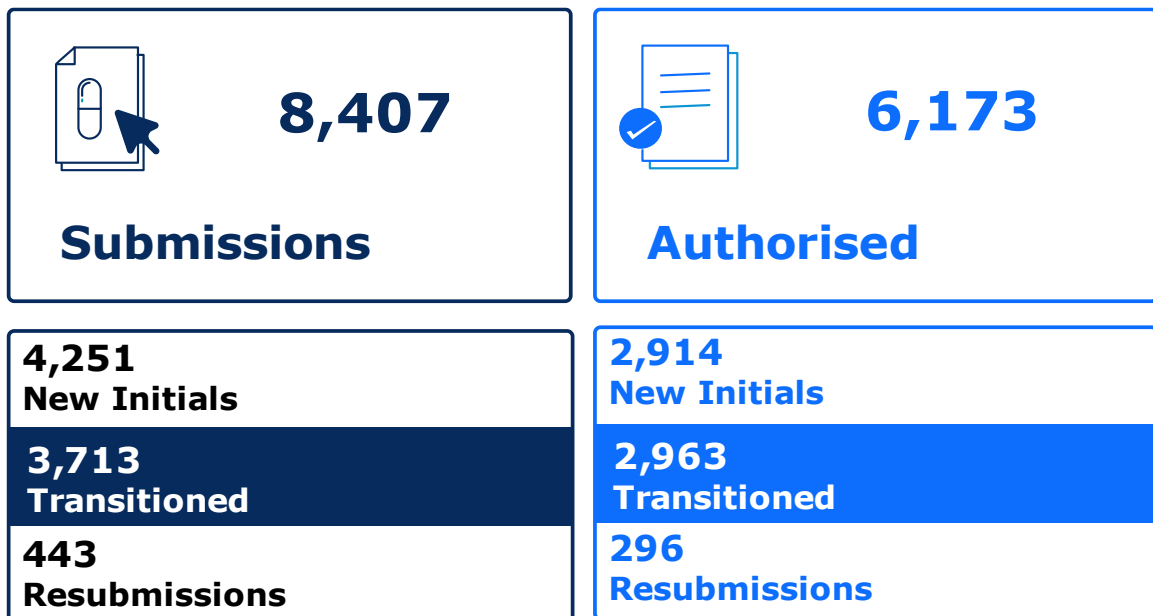 8,407
Submissions
6,173
Authorised
4,251
New Initials
3,713
Transitioned
443
Resubmissions
2,914
New Initials
2,963
Transitioned
296
Resubmissions